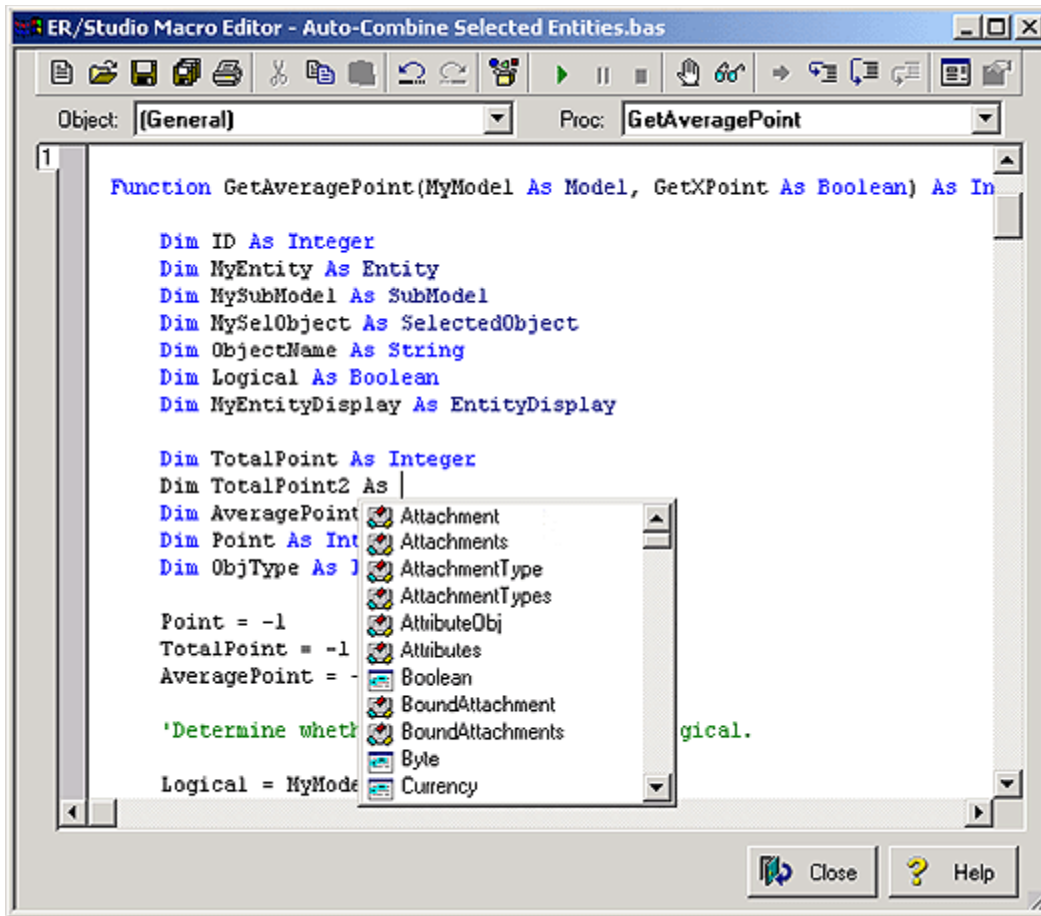 ER/Studio Macro Editor - Auto-Combine Selected Entities.bas
Object: (General) Proc: GetAveragePoint
1
Function GetAveragePoint(MyModel As Model, GetXPoint As Boolean) As In
Dim ID As Integer
Dim MyEntity As Entity
Dim MySubModel As SubModel
Dim MySelObject As SelectedObject
Dim ObjectName As String
Dim Logical As Boolean
Dim MyEntityDisplay As EntityDisplay
Dim TotalPoint As Integer
Dim TotalPoint2 As
Dim AveragePoint
Dim Point As Int
Dim ObjType As I
Point = -1
TotalPoint = -1
AveragePoint = -
'Determine wheth gical.
Logical = MyMode
Attachment
Attachments
AttachmentType
AttachmentTypes
AttributeObj
Attributes
Boolean
BoundAttachment
BoundAttachments
Byte
Currency
Close Help